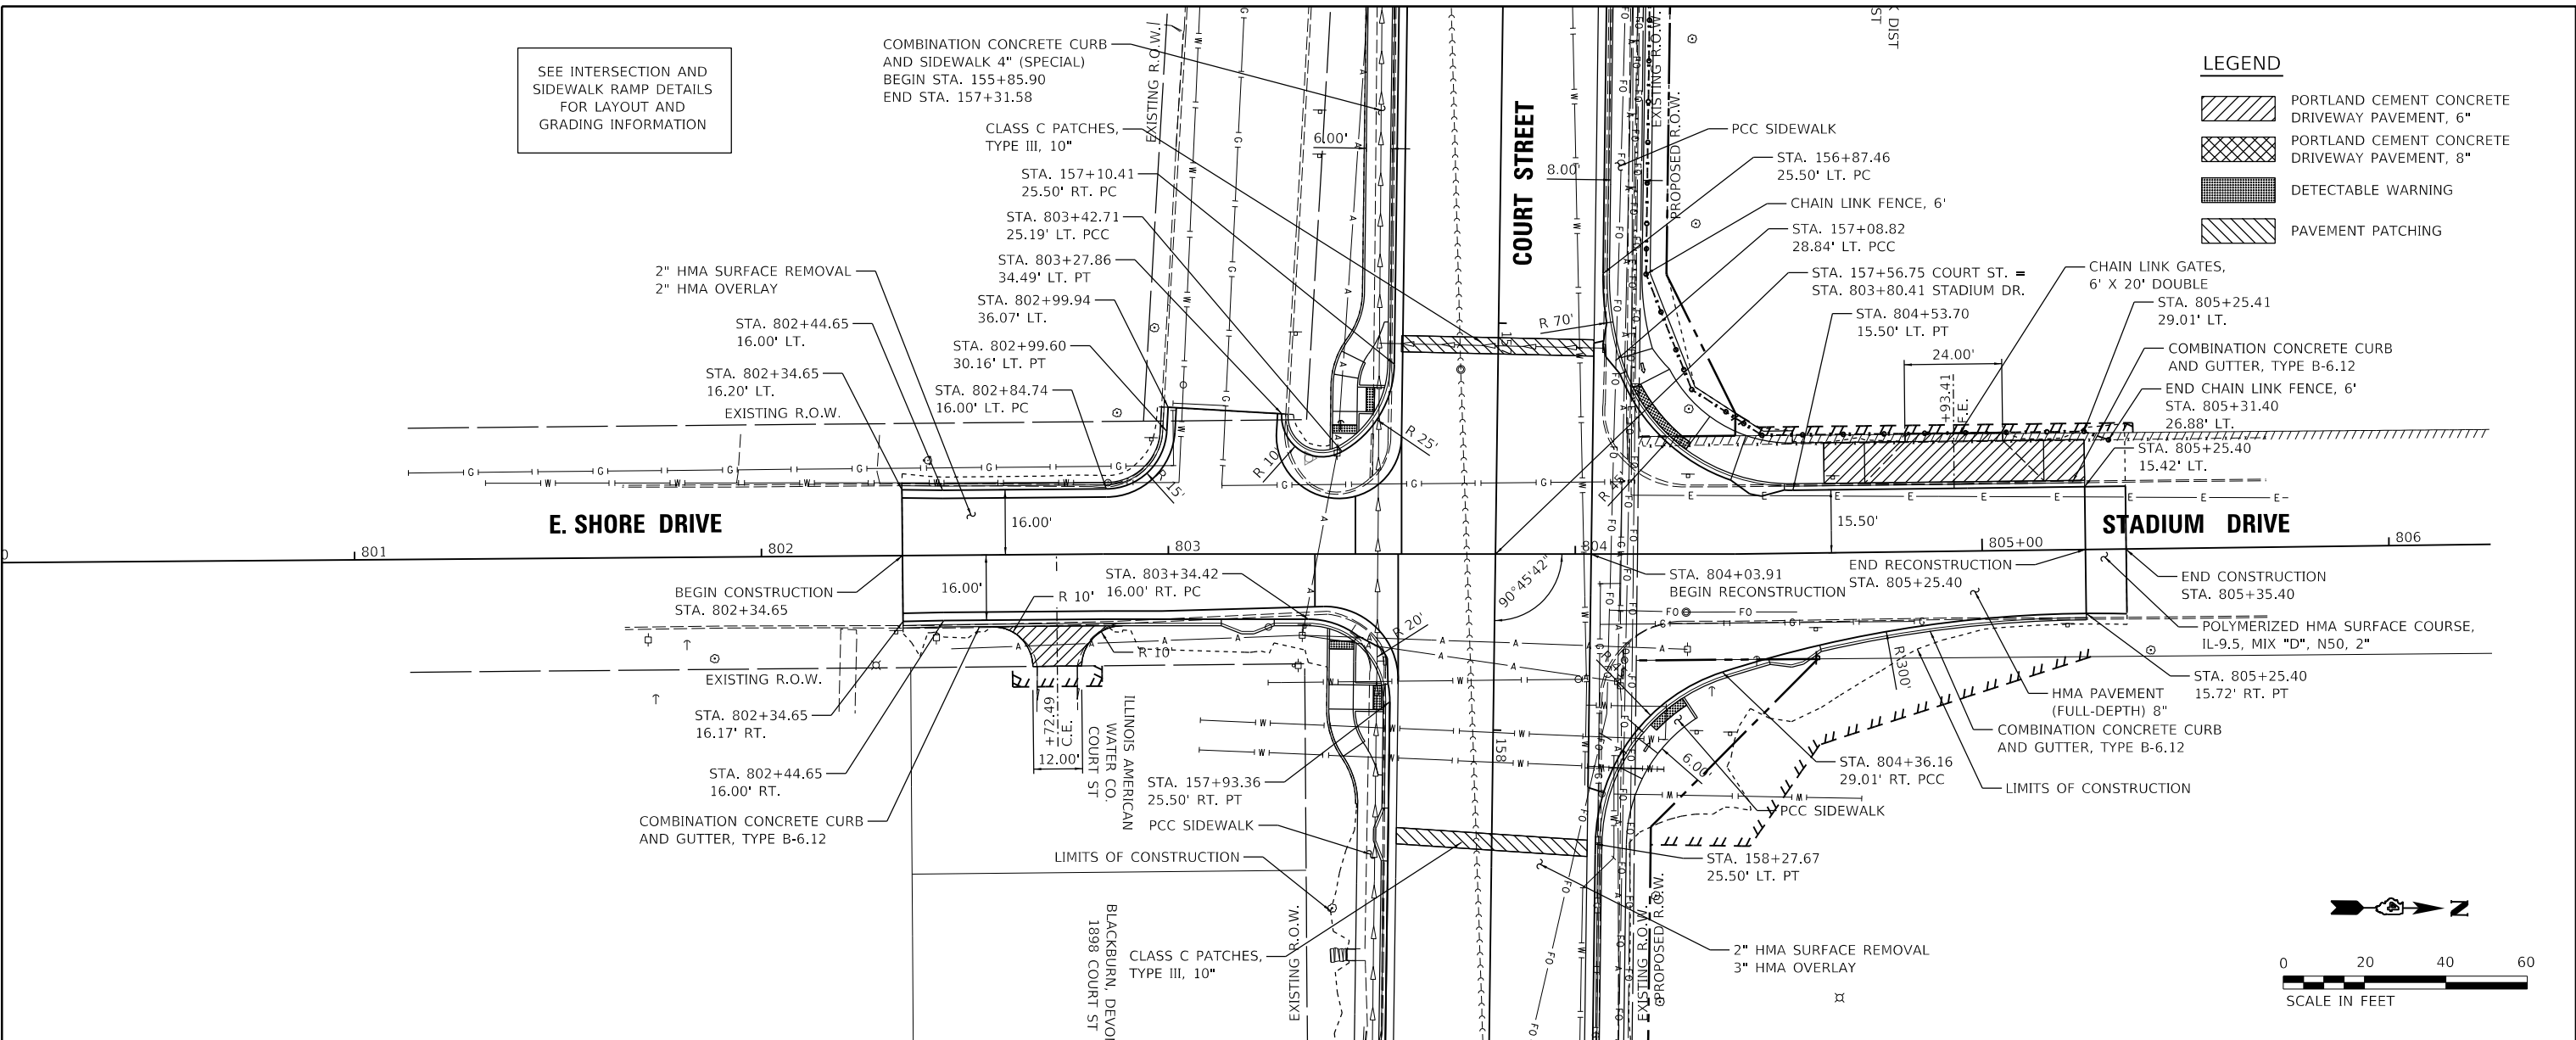 SEE INTERSECTION AND
SIDEWALK RAMP DETAILS
FOR LAYOUT AND
GRADING INFORMATION
COMBINATION CONCRETE CURB
AND SIDEWALK 4" (SPECIAL)
BEGIN STA. 155+85.90
END STA. 157+31.58
CLASS C PATCHES,
TYPE III, 10"
STA. 157+10.41
25.50' RT. PC
STA. 803+42.71
25.19' LT. PCC
STA. 803+27.86
34.49' LT. PT
STA. 802+99.94
36.07' LT.
STA. 802+99.60
30.16' LT. PT
STA. 802+84.74
16.00' LT. PC
2" HMA SURFACE REMOVAL
2" HMA OVERLAY
STA. 802+44.65
16.00' LT.
STA. 802+34.65
16.20' LT.
EXISTING R.O.W.
EXISTING R.O.W.
6.00'
COURT STREET
8.00'
EXISTING R.O.W.
PROPOSED R.O.W.
DIST
ST
PCC SIDEWALK
STA. 156+87.46
25.50' LT. PC
CHAIN LINK FENCE, 6'
STA. 157+08.82
28.84' LT. PCC
STA. 157+56.75 COURT ST. =
STA. 803+80.41 STADIUM DR.
STA. 804+53.70
15.50' LT. PT
R 70'
24.00'
+93.41
F.E.
CHAIN LINK GATES,
6' X 20' DOUBLE
STA. 805+25.41
29.01' LT.
COMBINATION CONCRETE CURB
AND GUTTER, TYPE B-6.12
END CHAIN LINK FENCE, 6'
STA. 805+31.40
26.88' LT.
STA. 805+25.40
15.42' LT.
LEGEND
PORTLAND CEMENT CONCRETE
DRIVEWAY PAVEMENT, 6"
PORTLAND CEMENT CONCRETE
DRIVEWAY PAVEMENT, 8"
DETECTABLE WARNING
PAVEMENT PATCHING
R 15'
R 10'
R 25'
E. SHORE DRIVE
16.00'
15.50'
STADIUM DRIVE
801
802
803
804
805+00
806
BEGIN CONSTRUCTION
STA. 802+34.65
16.00'
R 10'
STA. 803+34.42
16.00' RT. PC
R 20'
R 10'
90°45'42"
STA. 804+03.91
BEGIN RECONSTRUCTION
END RECONSTRUCTION
STA. 805+25.40
END CONSTRUCTION
STA. 805+35.40
POLYMERIZED HMA SURFACE COURSE,
IL-9.5, MIX "D", N50, 2"
STA. 805+25.40
15.72' RT. PT
R 300'
HMA PAVEMENT
(FULL-DEPTH) 8"
COMBINATION CONCRETE CURB
AND GUTTER, TYPE B-6.12
STA. 804+36.16
29.01' RT. PCC
LIMITS OF CONSTRUCTION
PCC SIDEWALK
6.00'
EXISTING R.O.W.
STA. 802+34.65
16.17' RT.
STA. 802+44.65
16.00' RT.
COMBINATION CONCRETE CURB
AND GUTTER, TYPE B-6.12
+72.49
C.E.
12.00'
ILLINOIS AMERICAN
WATER CO.
COURT ST
STA. 157+93.36
25.50' RT. PT
PCC SIDEWALK
LIMITS OF CONSTRUCTION
158
STA. 158+27.67
25.50' LT. PT
BLACKBURN, DEVO
1898 COURT ST
CLASS C PATCHES,
TYPE III, 10"
EXISTING R.O.W.
2" HMA SURFACE REMOVAL
3" HMA OVERLAY
EXISTING R.O.W.
PROPOSED R.O.W.
N
0 20 40 60
SCALE IN FEET